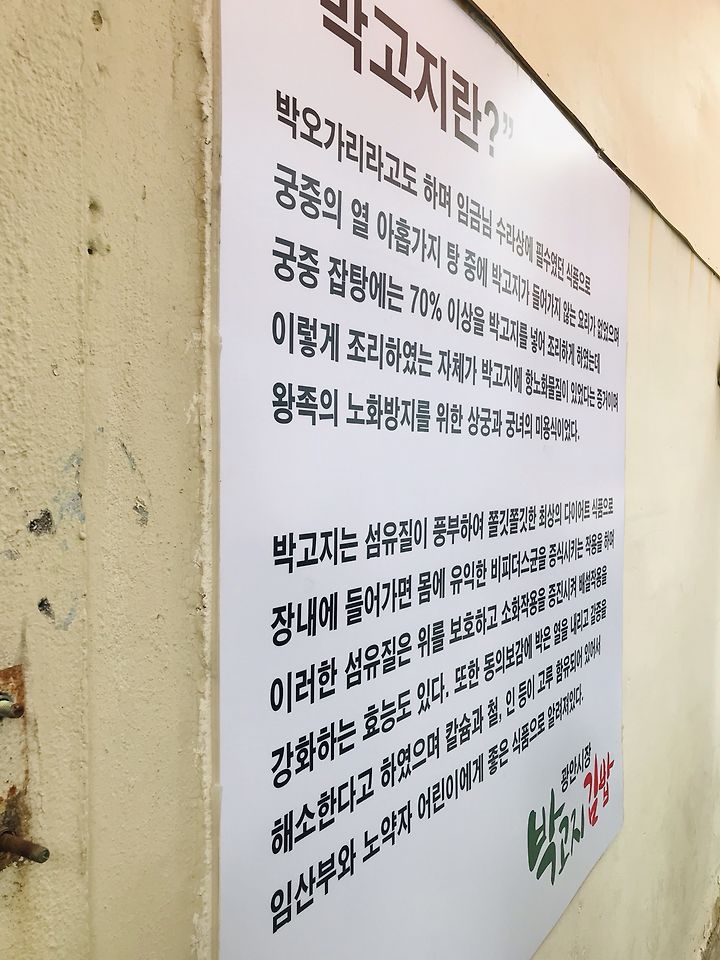 박고지란?”
박오가리라고도 하며 임금님 수라상에 필수였던 식품으로
궁중의 열 아홉가지 탕 중에 박고지가 들어가지 않는 요리가 없었으며
궁중 잡탕에는 70% 이상을 박고지를 넣어 조리하게 하였는데
이렇게 조리하였는 자체가 박고지에 항노화물질이 있었다는 증거이며
왕족의 노화방지를 위한 상궁과 궁녀의 미용식이었다.
박고지는 섬유질이 풍부하여 쫄깃쫄깃한 최상의 다이어트 식품으로
장내에 들어가면 몸에 유익한 비피더스균을 증식시키는 작용을 하며
이러한 섬유질은 위를 보호하고 소화작용을 증진시켜 배설작용을
강화하는 효능도 있다. 또한 동의보감에 박은 열을 내리고 갈증을
해소한다고 하였으며 칼슘과 철, 인 등이 고루 함유되어 있어서
임산부와 노약자 어린이에게 좋은 식품으로 알려져있다.
광안시장
박고지김밥